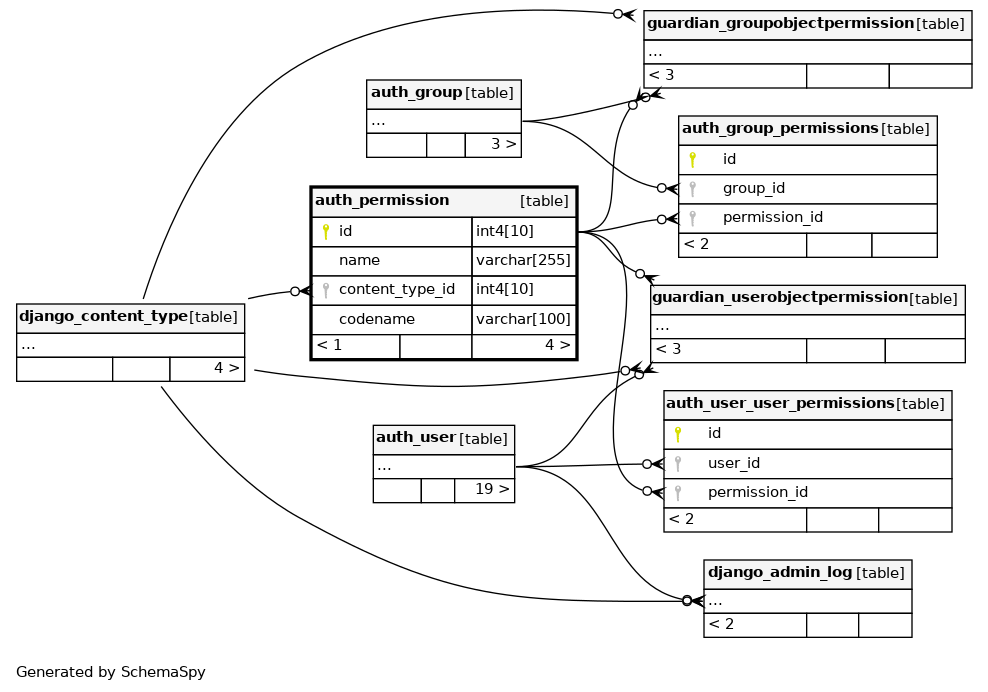 guardian_groupobjectpermission [table]
...
< 3
auth_group [table]
...
3 >
auth_group_permissions [table]
id
group_id
permission_id
< 2
auth_permission [table]
id int4[10]
name varchar[255]
content_type_id int4[10]
codename varchar[100]
< 1 4 >
guardian_userobjectpermission [table]
...
< 3
django_content_type [table]
...
4 >
auth_user_user_permissions [table]
id
user_id
permission_id
< 2
auth_user [table]
...
19 >
django_admin_log [table]
...
< 2
Generated by SchemaSpy